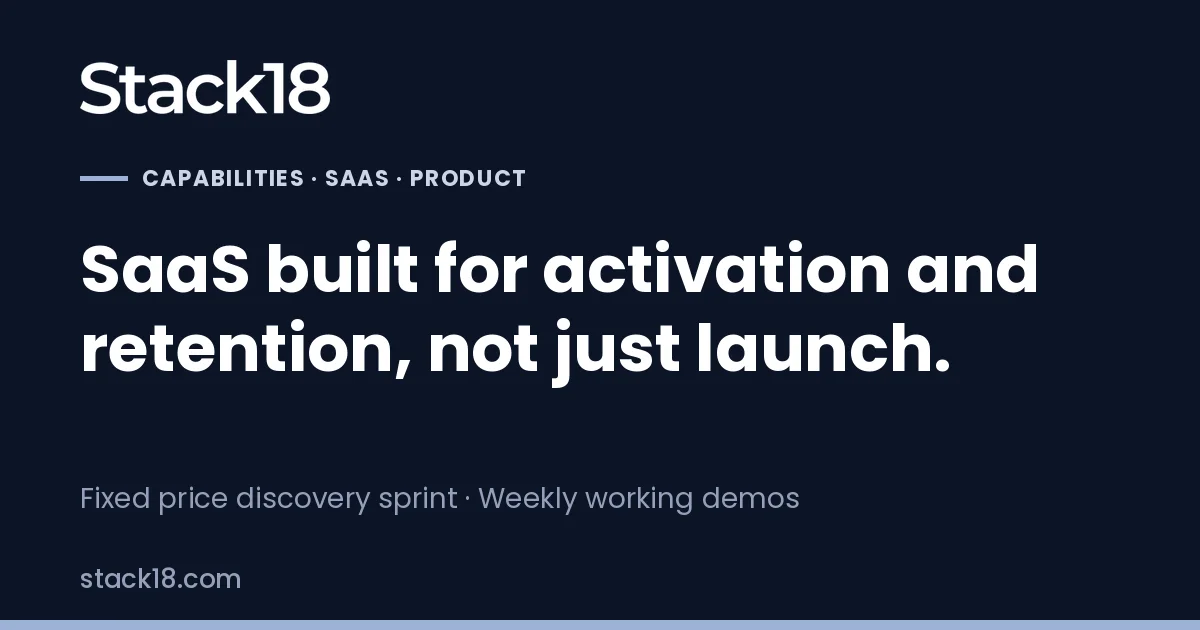 Stack18
CAPABILITIES · SAAS · PRODUCT
SaaS built for activation and
retention, not just launch.
Fixed price discovery sprint · Weekly working demos
stack18.com